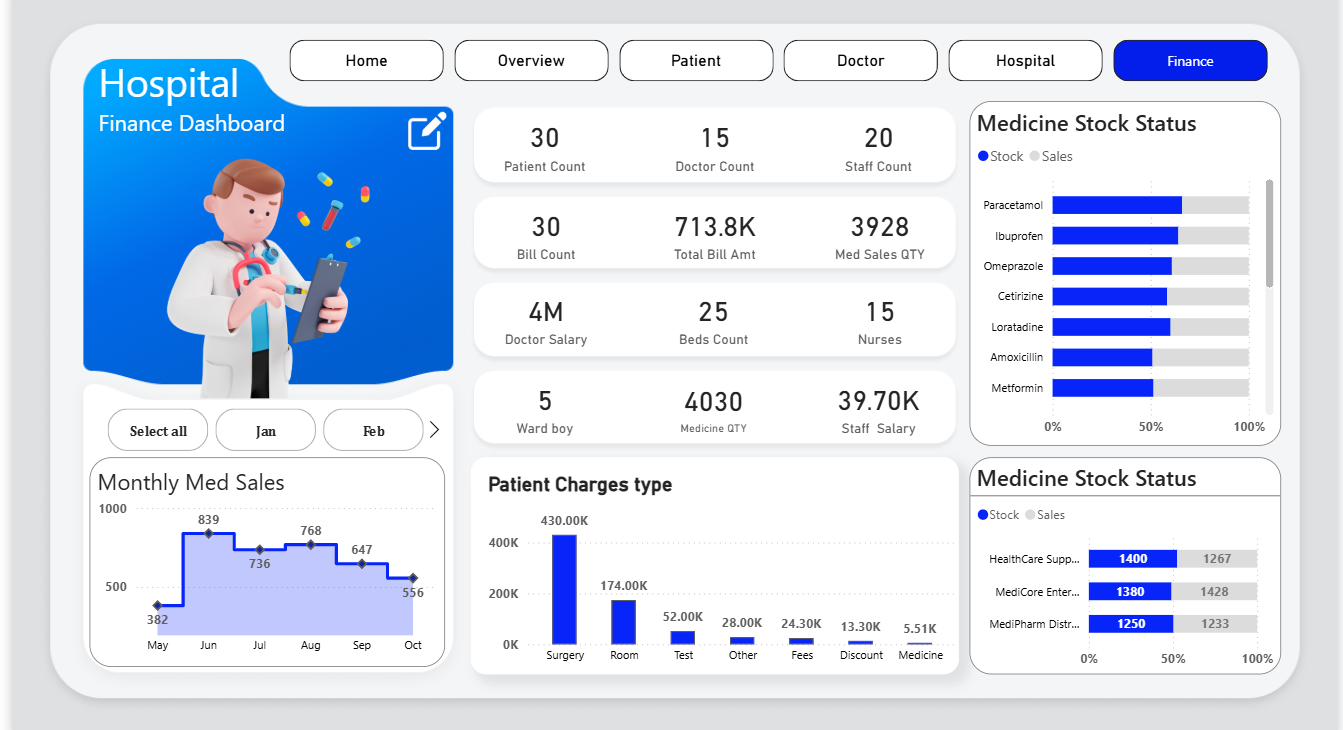 Home
Overview
Patient
Doctor
Hospital
Finance
Hospital
Finance Dashboard
30
Patient Count
15
Doctor Count
20
Staff Count
30
Bill Count
713.8K
Total Bill Amt
3928
Med Sales QTY
4M
Doctor Salary
25
Beds Count
15
Nurses
5
Ward boy
4030
Medicine QTY
39.70K
Staff Salary
Medicine Stock Status
Stock Sales
Paracetamol
Ibuprofen
Omeprazole
Cetirizine
Loratadine
Amoxicillin
Metformin
0% 50% 100%
Select all
Jan
Feb
Monthly Med Sales
1000
500
382
839
736
768
647
556
May Jun Jul Aug Sep Oct
Patient Charges type
400K
200K
0K
430.00K
174.00K
52.00K
28.00K
24.30K
13.30K
5.51K
Surgery Room Test Other Fees Discount Medicine
Medicine Stock Status
Stock Sales
HealthCare Supp... 1400 1267
MediCore Enter... 1380 1428
MediPharm Distr... 1250 1233
0% 50% 100%